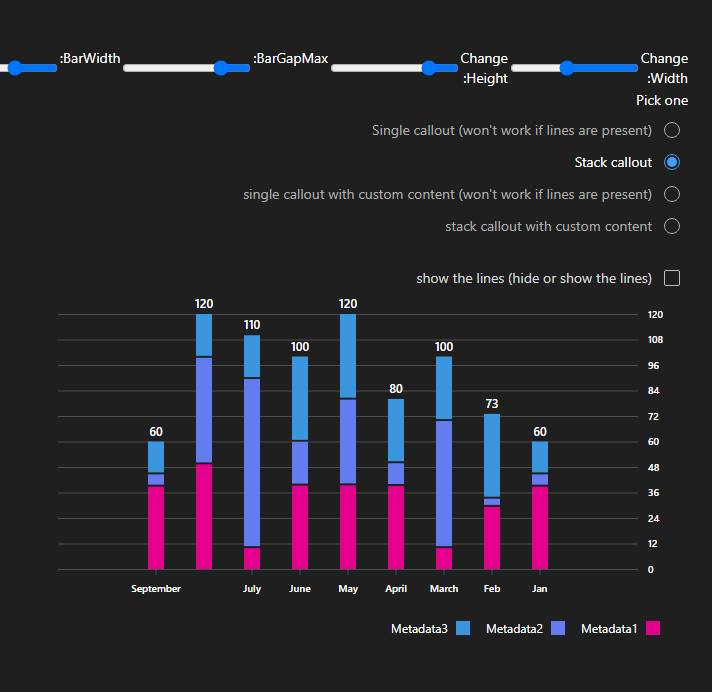 :BarWidth
:BarGapMax
Change
:Height
Change
:Width
Pick one
Single callout (won't work if lines are present)
Stack callout
single callout with custom content (won't work if lines are present)
stack callout with custom content
show the lines (hide or show the lines)
120
108
96
84
72
60
48
36
24
12
0
60
120
110
100
120
80
100
73
60
September
July
June
May
April
March
Feb
Jan
Metadata3
Metadata2
Metadata1